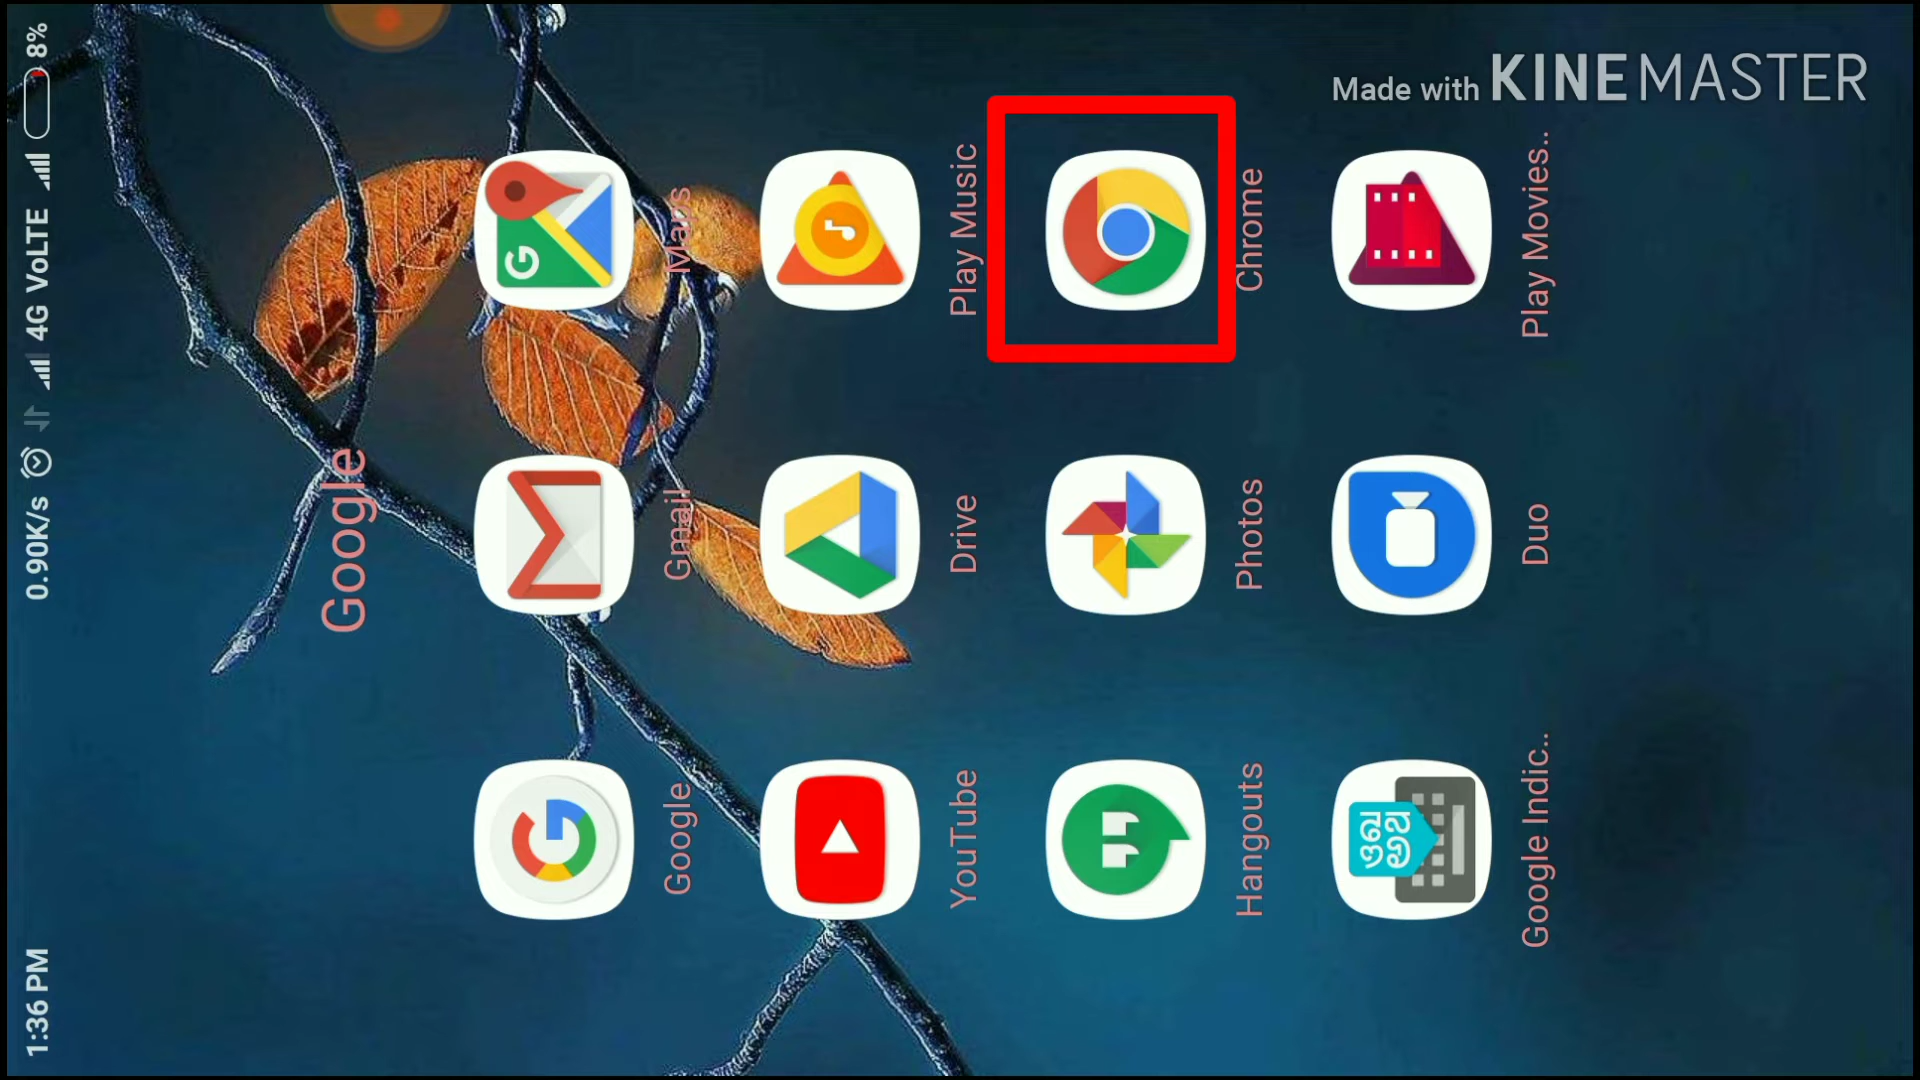 Made with KINEMASTER
1:36 PM 0.90K/s 4G VoLTE 8%
Google
Google Gmail Maps
YouTube Drive Play Music
Hangouts Photos Chrome
Google Indic.. Duo Play Movies..